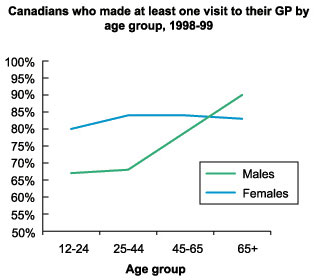 Canadians who made at least one visit to their GP by
age group, 1998-99
100%
95%
90%
85%
80%
75%
70%
65%
60%
55%
50%
Males
Females
12-24 25-44 45-65 65+
Age group